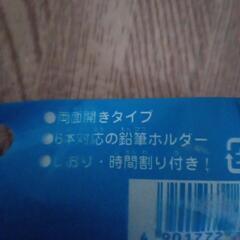 ●両面開きタイプ
●6本対応の鉛筆ホルダー
●しおり・時間割り付き!